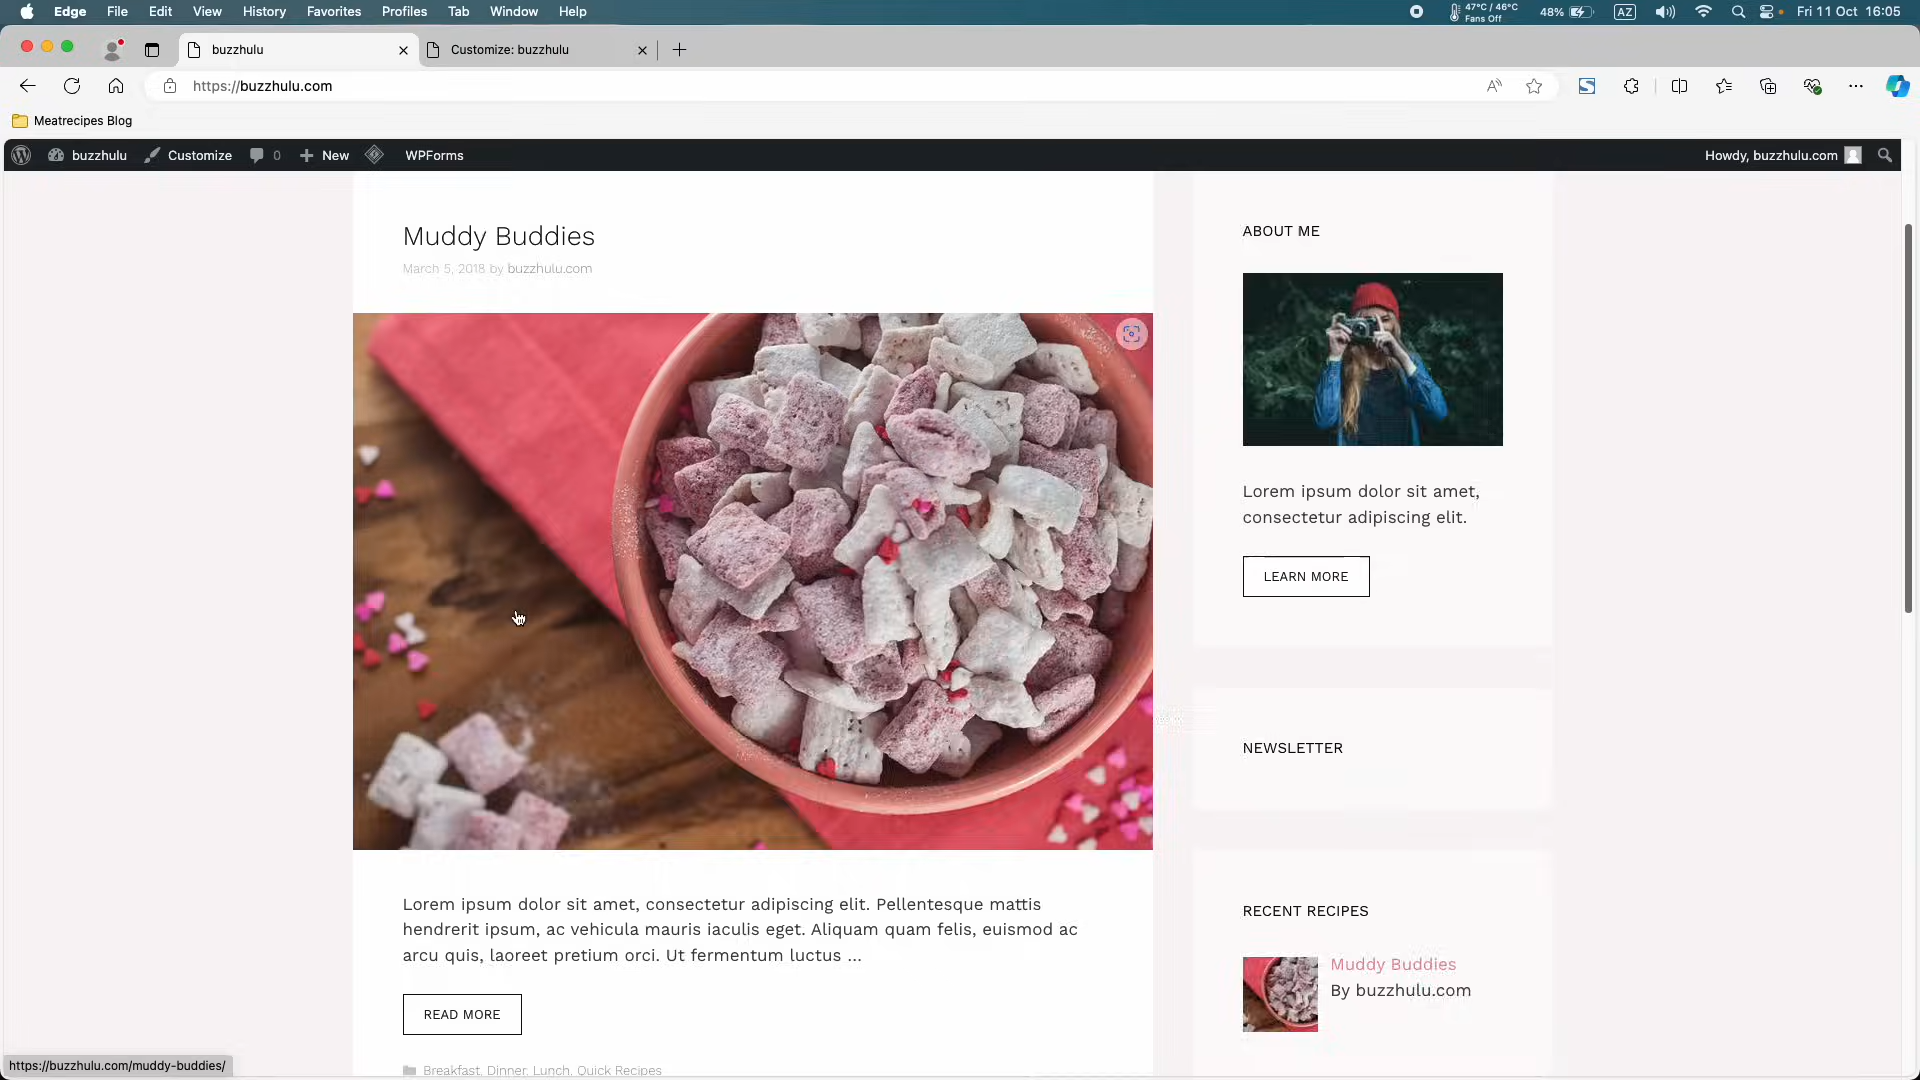 Edge File Edit View History Favorites Profiles Tab Window Help
47°C / 46°C
Fans Off
48% AZ Fri 11 Oct 16:05
buzzhulu
Customize: buzzhulu
https://buzzhulu.com
Meatrecipes Blog
buzzhulu Customize 0 New WPForms
Howdy, buzzhulu.com
Muddy Buddies
March 5, 2018 by buzzhulu.com
Lorem ipsum dolor sit amet, consectetur adipiscing elit. Pellentesque mattis
hendrerit ipsum, ac vehicula mauris iaculis eget. Aliquam quam felis, euismod ac
arcu quis, laoreet pretium orci. Ut fermentum luctus ...
READ MORE
Breakfast, Dinner, Lunch, Quick Recipes
ABOUT ME
Lorem ipsum dolor sit amet,
consectetur adipiscing elit.
LEARN MORE
NEWSLETTER
RECENT RECIPES
Muddy Buddies
By buzzhulu.com
https://buzzhulu.com/muddy-buddies/